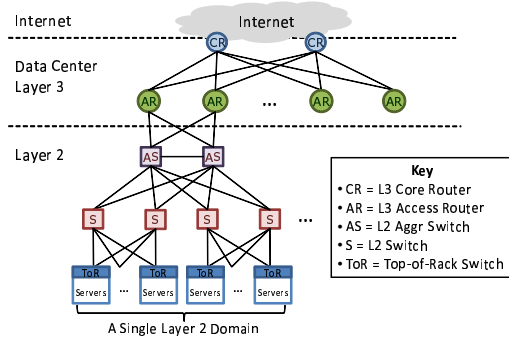 Internet
Internet
CR CR
Data Center
Layer 3
AR AR ... AR AR
Layer 2
AS AS
S S S S ...
Key
• CR = L3 Core Router
• AR = L3 Access Router
• AS = L2 Aggr Switch
• S = L2 Switch
• ToR = Top-of-Rack Switch
ToR ToR ToR ToR
Servers ... Servers Servers ... Servers
A Single Layer 2 Domain